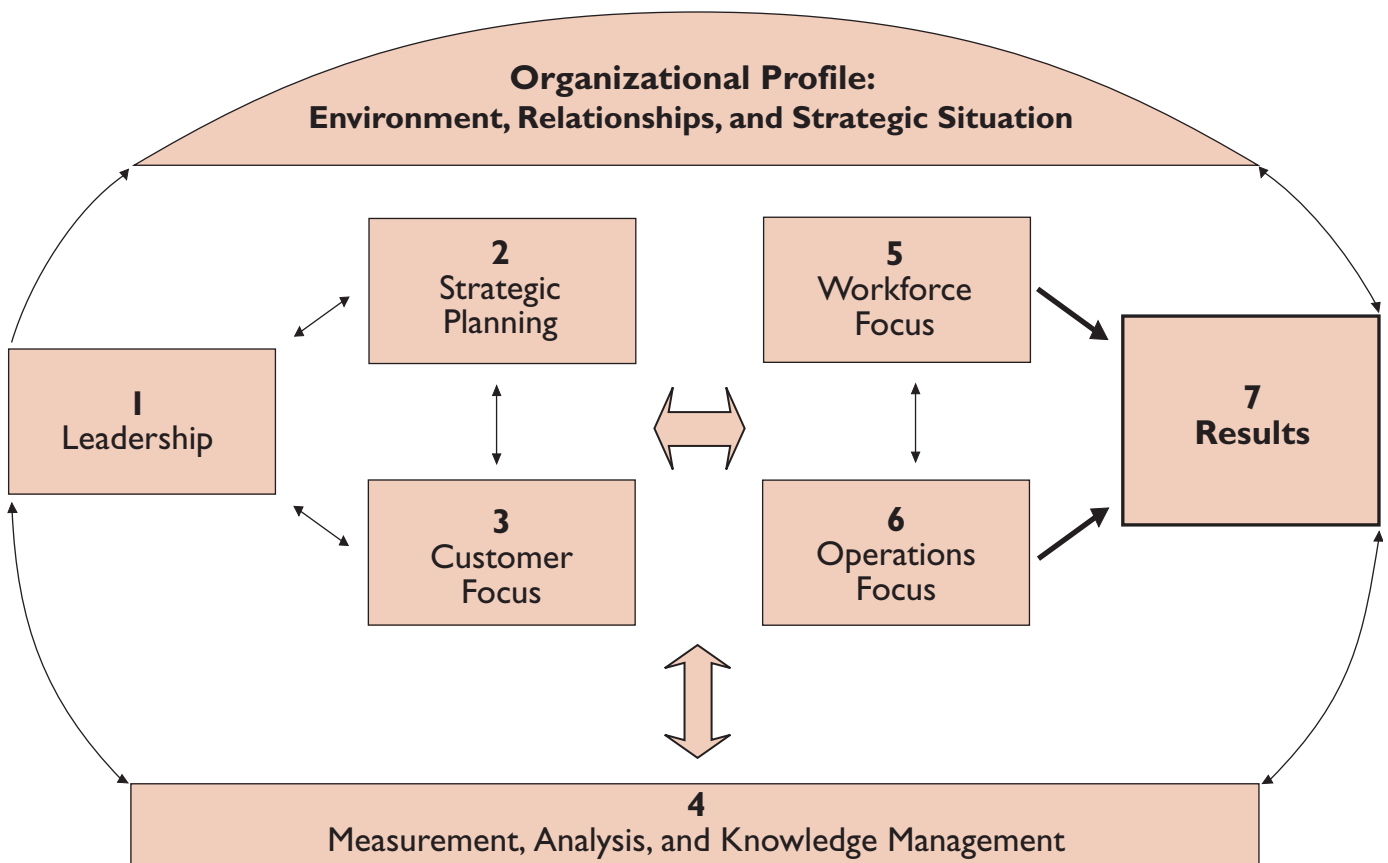 Organizational Profile:
Environment, Relationships, and Strategic Situation
2
Strategic
Planning
5
Workforce
Focus
1
Leadership
7
Results
3
Customer
Focus
6
Operations
Focus
4
Measurement, Analysis, and Knowledge Management